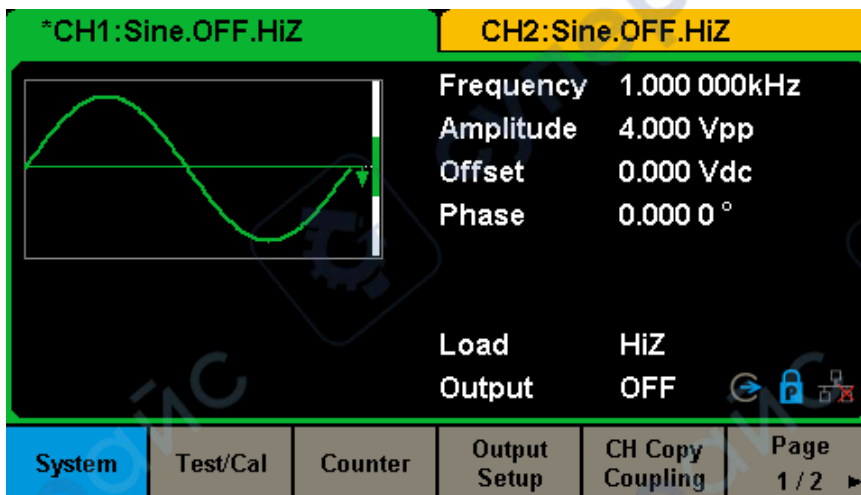 *CH1:Sine.OFF.HiZ CH2:Sine.OFF.HiZ
Frequency 1.000 000kHz
Amplitude 4.000 Vpp
Offset 0.000 Vdc
Phase 0.000 0 °
Load HiZ
Output OFF
P
System Test/Cal Counter Output Setup CH Copy Coupling Page 1 / 2